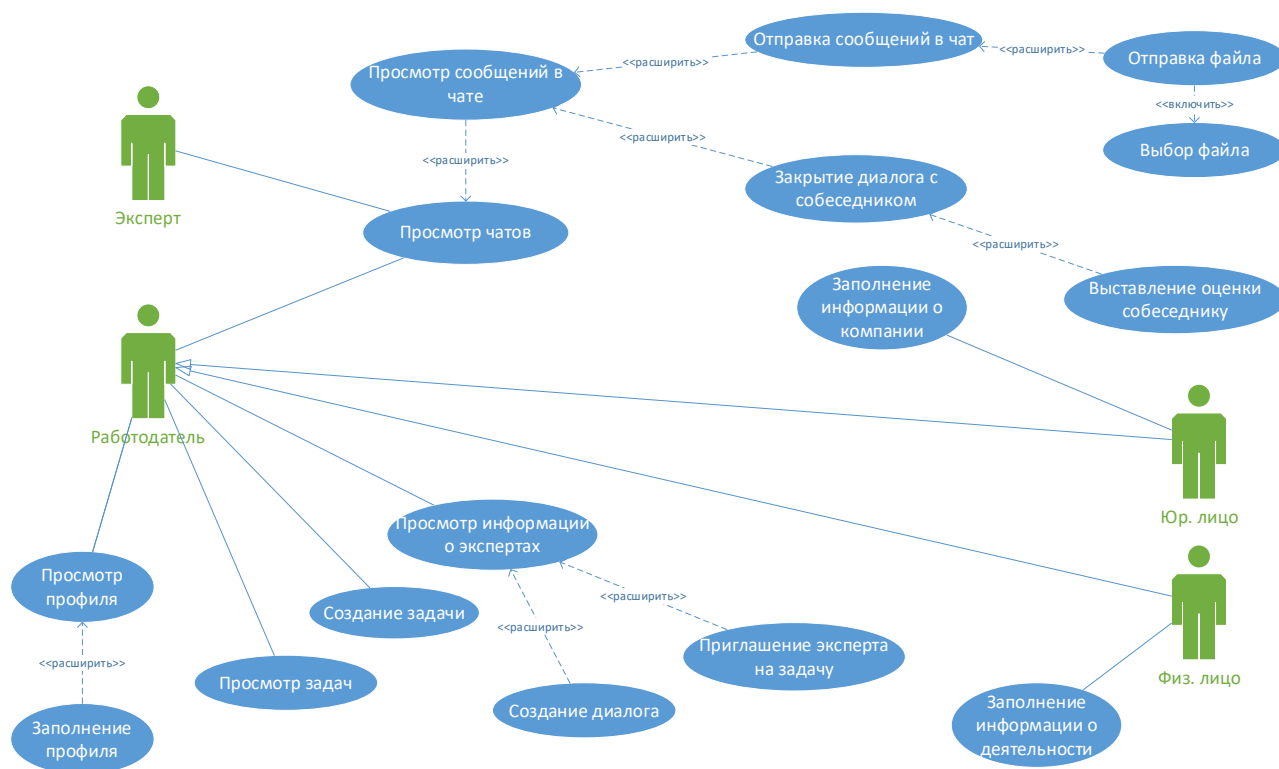 Отправка сообщений в чат
<<расширить>>
Отправка файла
<<расширить>>
Просмотр сообщений в
чате
<<включить>>
Выбор файла
<<расширить>>
<<расширить>>
Закрытие диалога с
собеседником
Эксперт
Просмотр чатов
<<расширить>>
Заполнение
информации о
компании
Выставление оценки
собеседнику
Работодатель
Юр. лицо
Просмотр информации
о экспертах
Просмотр
профиля
<<расширить>>
Создание задачи
<<расширить>>
Приглашение эксперта
на задачу
<<расширить>>
Просмотр задач
Физ. лицо
Создание диалога
Заполнение
информации о
деятельности
Заполнение
профиля